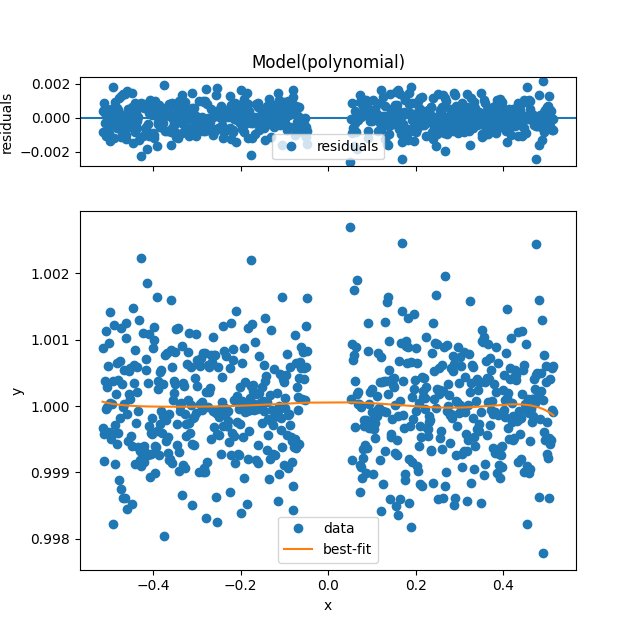 Model(polynomial)
0.002
0.000
−0.002
residuals
residuals
1.002
1.001
1.000
0.999
0.998
y
data
best-fit
−0.4 −0.2 0.0 0.2 0.4
x